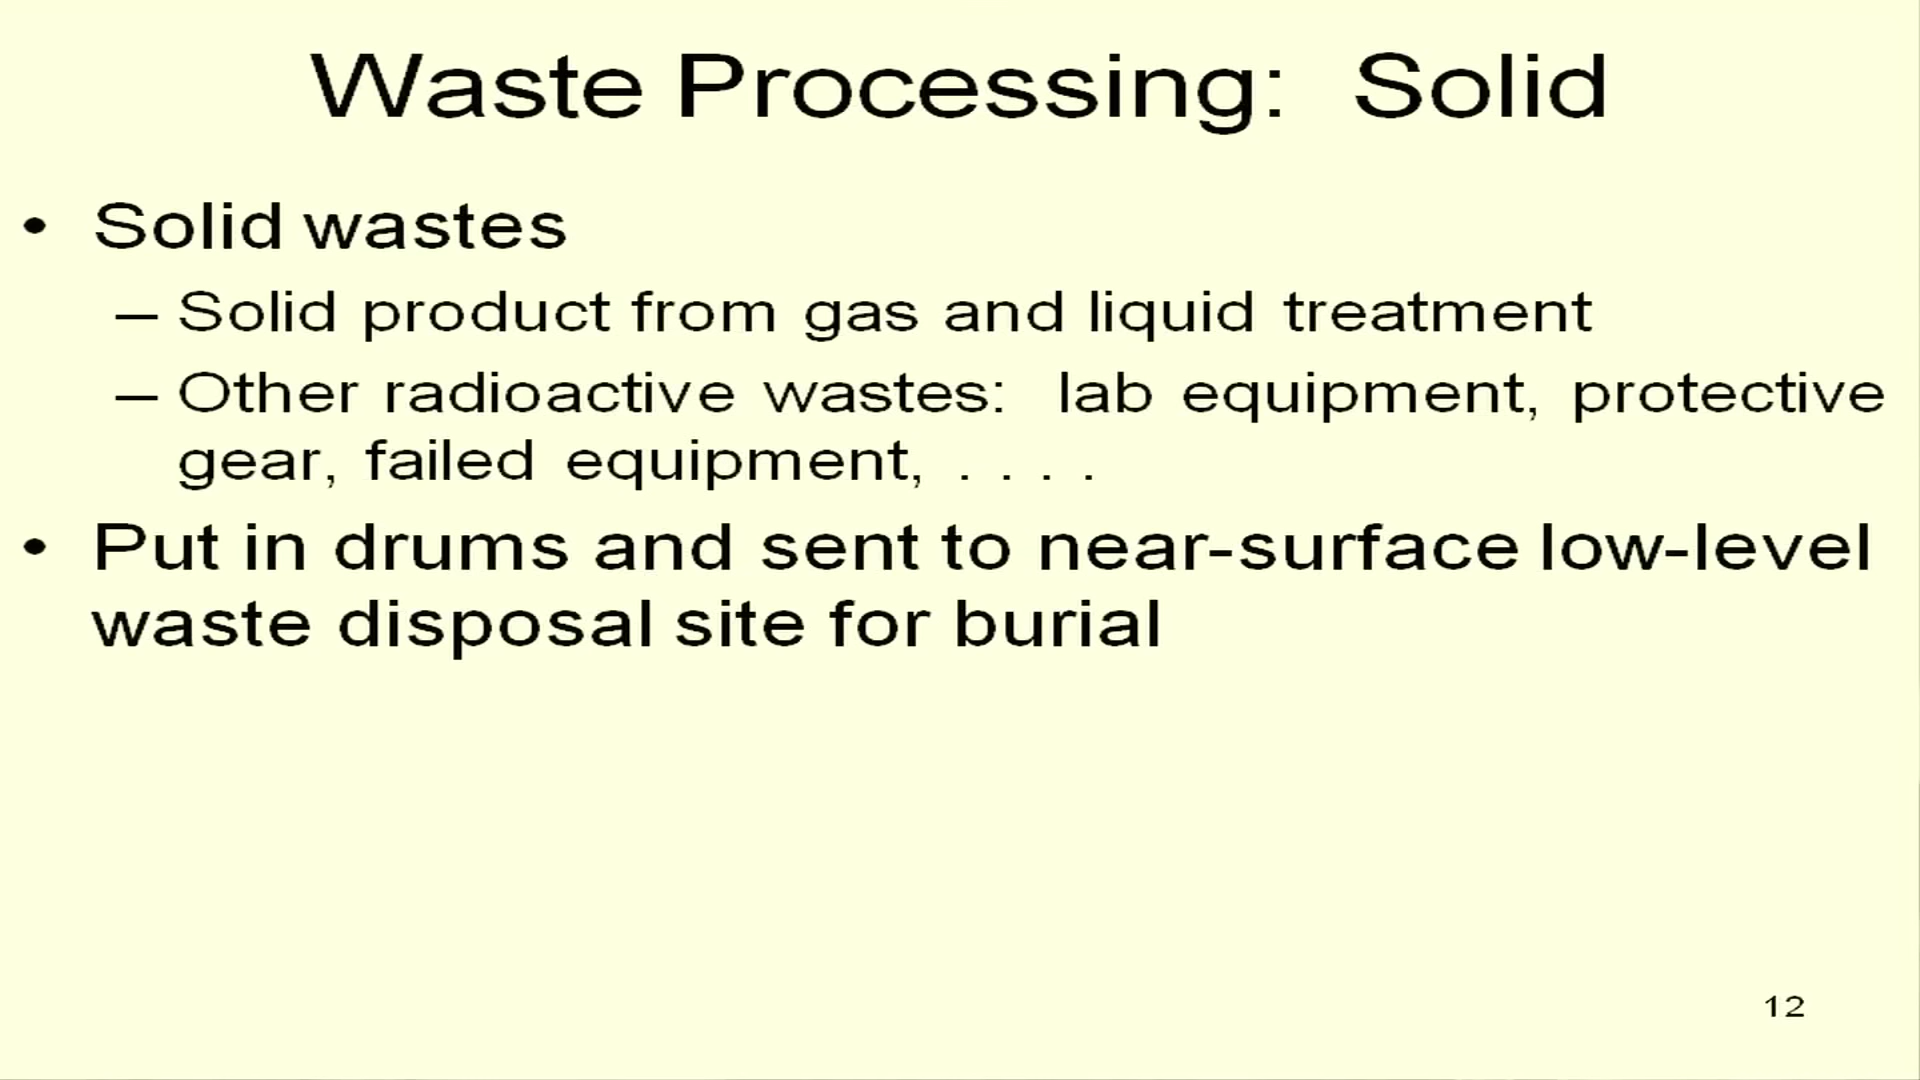 Waste Processing: Solid
• Solid wastes
– Solid product from gas and liquid treatment
– Other radioactive wastes: lab equipment, protective
gear, failed equipment, . . . .
• Put in drums and sent to near-surface low-level
waste disposal site for burial
12